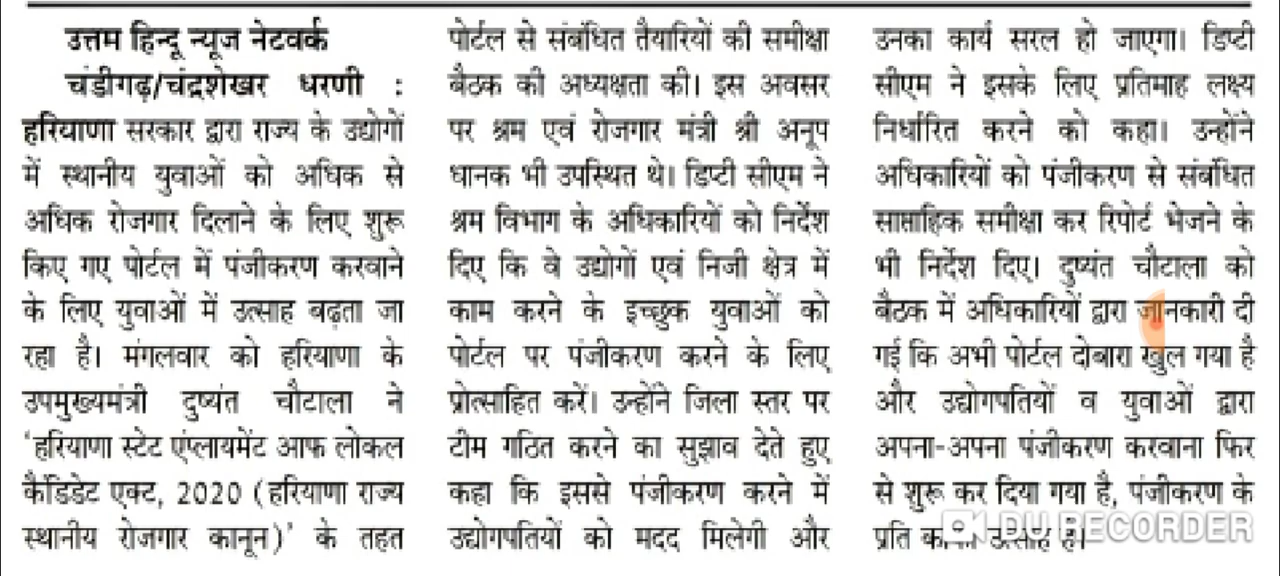 उत्तम हिन्दू न्यूज नेटवर्क
चंडीगढ़/चंद्रशेखर धरणी :
हरियाणा सरकार द्वारा राज्य के उद्योगों
में स्थानीय युवाओं को अधिक से
अधिक रोजगार दिलाने के लिए शुरू
किए गए पोर्टल में पंजीकरण करवाने
के लिए युवाओं में उत्साह बढ़ता जा
रहा है। मंगलवार को हरियाणा के
उपमुख्यमंत्री दुष्यंत चौटाला ने
'हरियाणा स्टेट एंप्लायमेंट आफ लोकल
कैंडिडेट एक्ट, 2020 (हरियाणा राज्य
स्थानीय रोजगार कानून)' के तहत
पोर्टल से संबंधित तैयारियों की समीक्षा
बैठक की अध्यक्षता की। इस अवसर
पर श्रम एवं रोजगार मंत्री श्री अनूप
धानक भी उपस्थित थे। डिप्टी सीएम ने
श्रम विभाग के अधिकारियों को निर्देश
दिए कि वे उद्योगों एवं निजी क्षेत्र में
काम करने के इच्छुक युवाओं को
पोर्टल पर पंजीकरण करने के लिए
प्रोत्साहित करें। उन्होंने जिला स्तर पर
टीम गठित करने का सुझाव देते हुए
कहा कि इससे पंजीकरण करने में
उद्योगपतियों को मदद मिलेगी और
उनका कार्य सरल हो जाएगा। डिप्टी
सीएम ने इसके लिए प्रतिमाह लक्ष्य
निर्धारित करने को कहा। उन्होंने
अधिकारियों को पंजीकरण से संबंधित
साप्ताहिक समीक्षा कर रिपोर्ट भेजने के
भी निर्देश दिए। दुष्यंत चौटाला को
बैठक में अधिकारियों द्वारा जानकारी दी
गई कि अभी पोर्टल दोबारा खुल गया है
और उद्योगपतियों व युवाओं द्वारा
अपना-अपना पंजीकरण करवाना फिर
से शुरू कर दिया गया है, पंजीकरण के
प्रति उत्साह है।
DU RECORDER